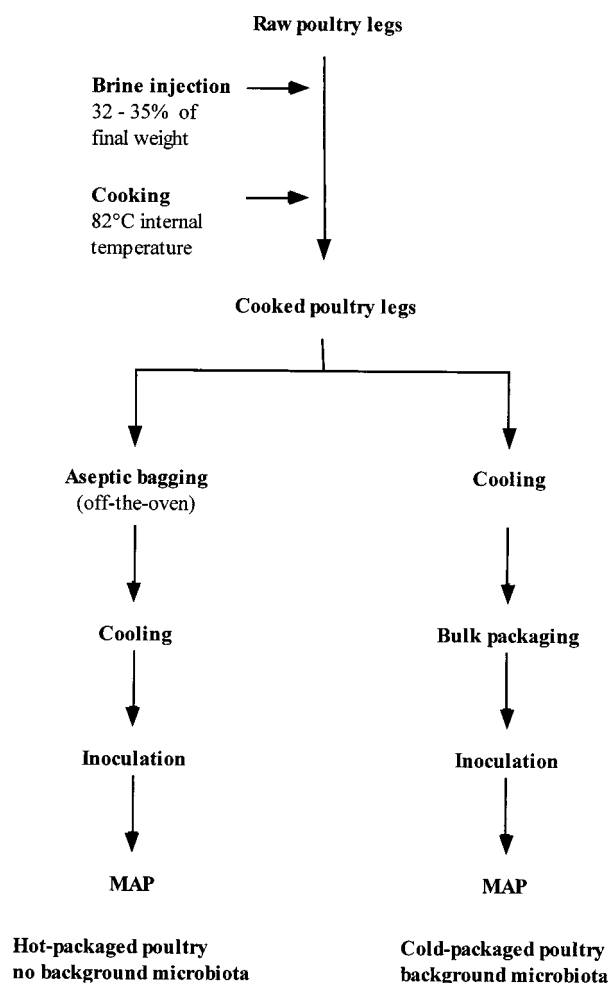 Raw poultry legs
Brine injection
32 - 35% of
final weight
Cooking
82°C internal
temperature
Cooked poultry legs
Aseptic bagging
(off-the-oven)
Cooling
Inoculation
MAP
Hot-packaged poultry
no background microbiota
Cooling
Bulk packaging
Inoculation
MAP
Cold-packaged poultry
background microbiota